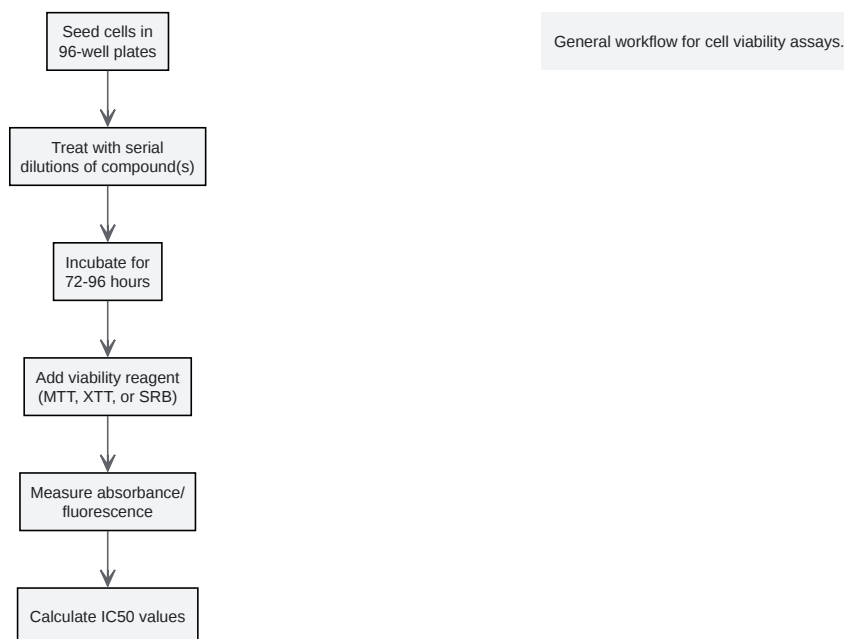 Seed cells in
96-well plates
General workflow for cell viability assays.
Treat with serial
dilutions of compound(s)
Incubate for
72-96 hours
Add viability reagent
(MTT, XTT, or SRB)
Measure absorbance/
fluorescence
Calculate IC50 values